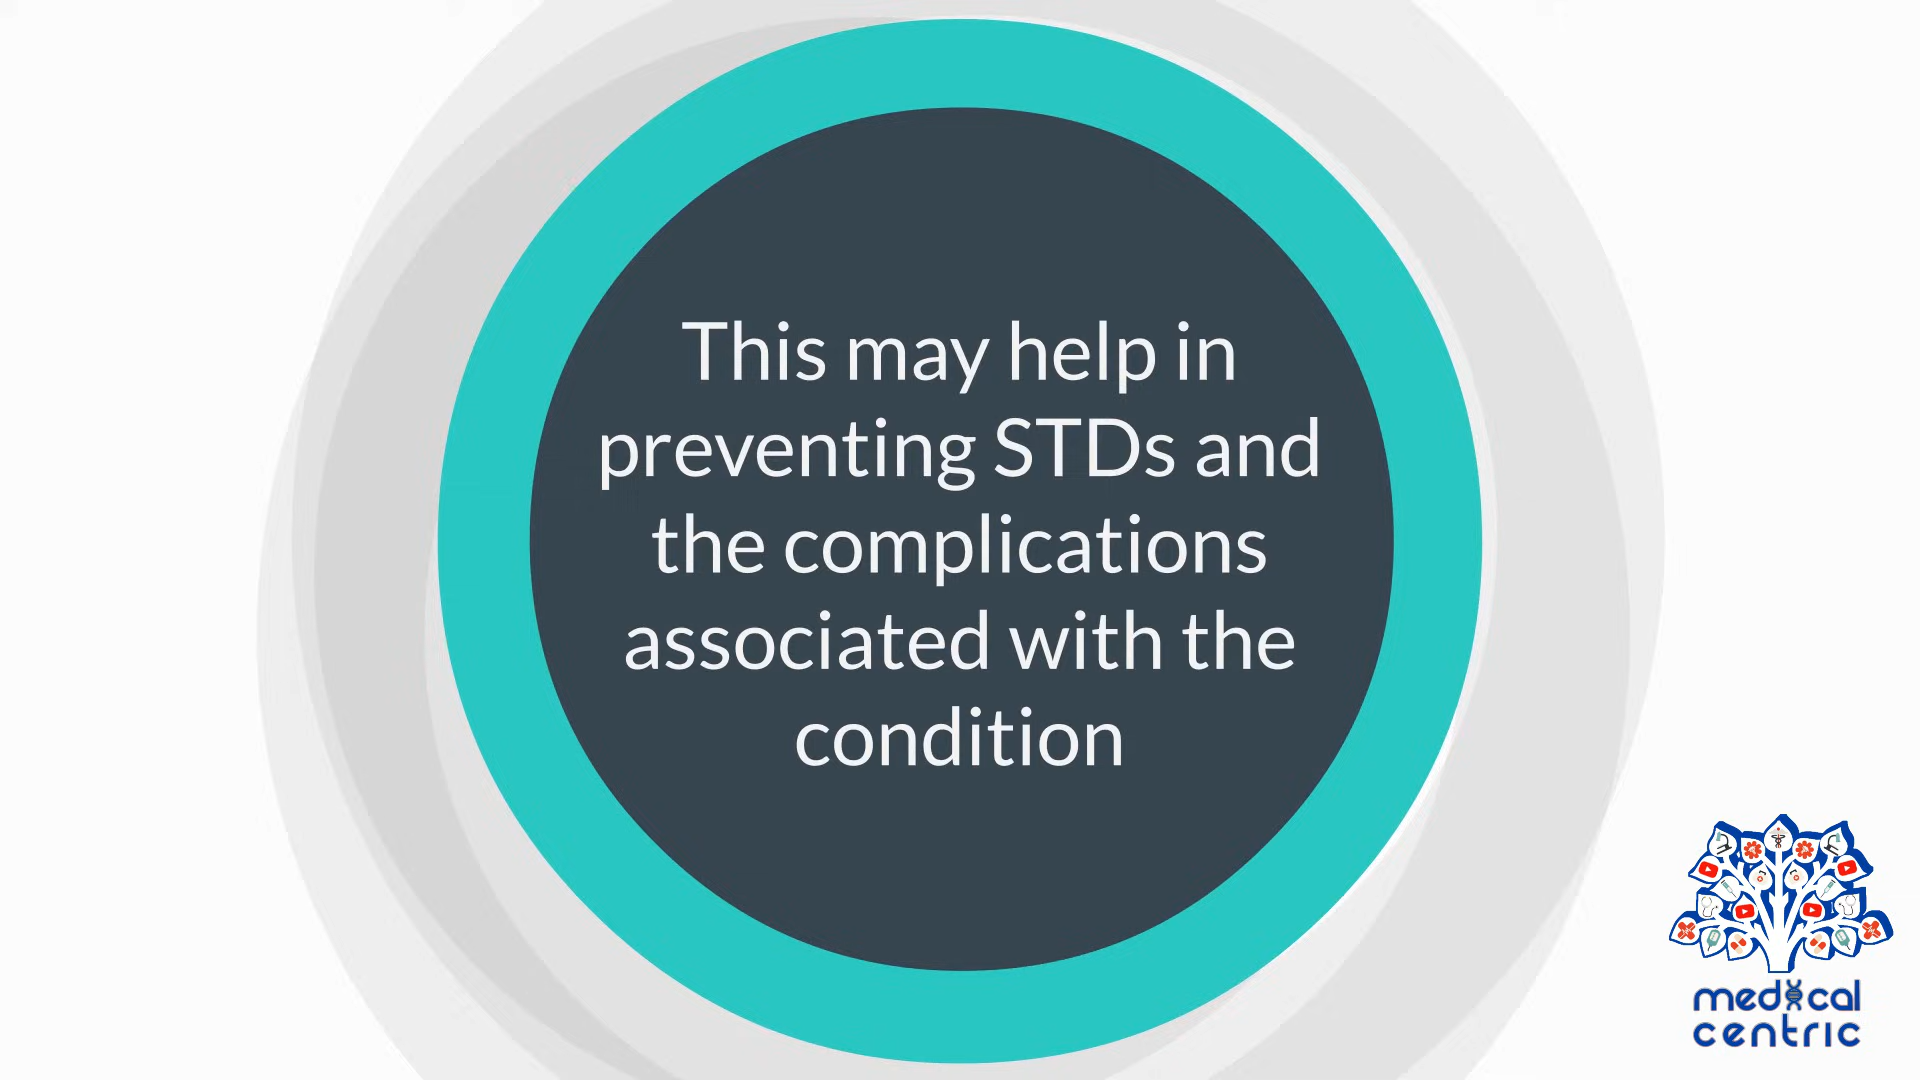 This may help in
preventing STDs and
the complications
associated with the
condition
medical
centric